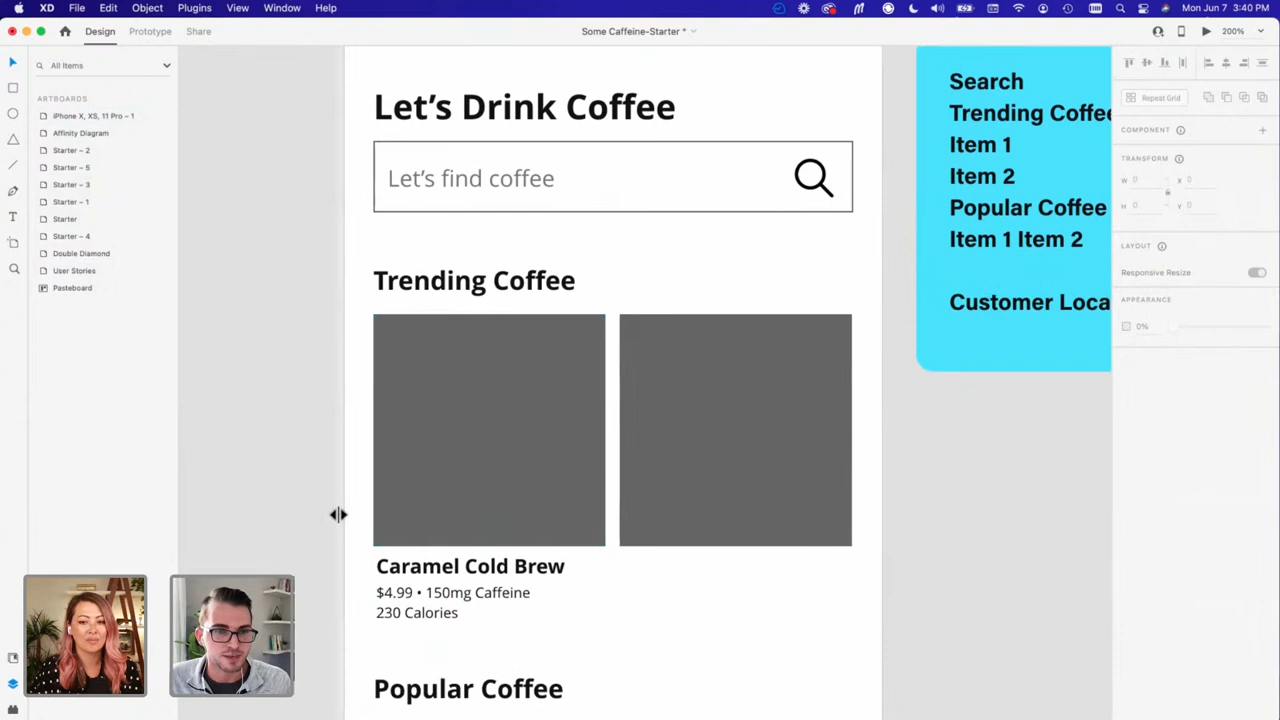 XD File Edit Object View Plugins Window Help Mon Jun 7 3:40 PM
Design Prototype Share Some Caffeine-Starter * 200%
All Items
ARTBOARDS
iPhone X, XS, 11 Pro – 1
Affinity Diagram
Starter – 2
Starter – 5
Starter – 3
Starter – 1
Starter
Starter – 4
Double Diamond
User Stories
Pasteboard
Let's Drink Coffee
Let's find coffee
Trending Coffee
Caramel Cold Brew
$4.99 • 150mg Caffeine
230 Calories
Popular Coffee
Search
Trending Coffee
Item 1
Item 2
Popular Coffee
Item 1 Item 2
Customer Loca
Repeat Grid
COMPONENT
TRANSFORM
W 0 X 0
H 0 Y 0
LAYOUT
Responsive Resize
APPEARANCE
0%